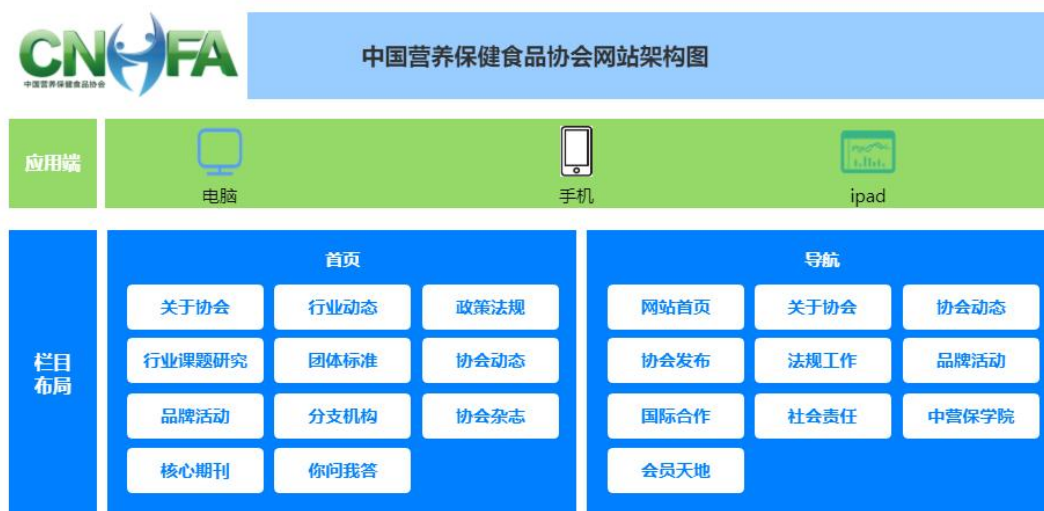 CNHFA
中国营养保健食品协会
中国营养保健食品协会网站架构图
应用端
电脑
手机
ipad
栏目
布局
首页
关于协会
行业动态
政策法规
行业课题研究
团体标准
协会动态
品牌活动
分支机构
协会杂志
核心期刊
你问我答
导航
网站首页
关于协会
协会动态
协会发布
法规工作
品牌活动
国际合作
社会责任
中营保学院
会员天地